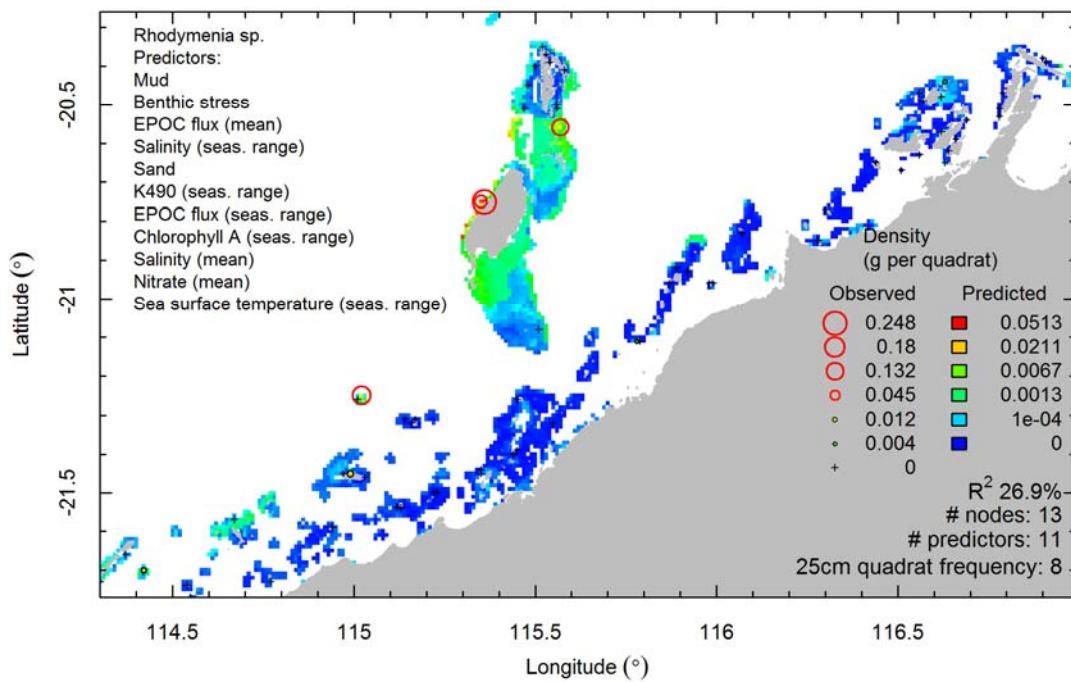 Rhodymenia sp.
Predictors:
Mud
Benthic stress
EPOC flux (mean)
Salinity (seas. range)
Sand
K490 (seas. range)
EPOC flux (seas. range)
Chlorophyll A (seas. range)
Salinity (mean)
Nitrate (mean)
Sea surface temperature (seas. range)
Latitude (°)
-20.5
-21
-21.5
Density
(g per quadrat)
Observed Predicted
0.248 0.0513
0.18 0.0211
0.132 0.0067
0.045 0.0013
0.012 1e-04
0.004 0
0
R² 26.9%
# nodes: 13
# predictors: 11
25cm quadrat frequency: 8
114.5 115 115.5 116 116.5
Longitude (°)